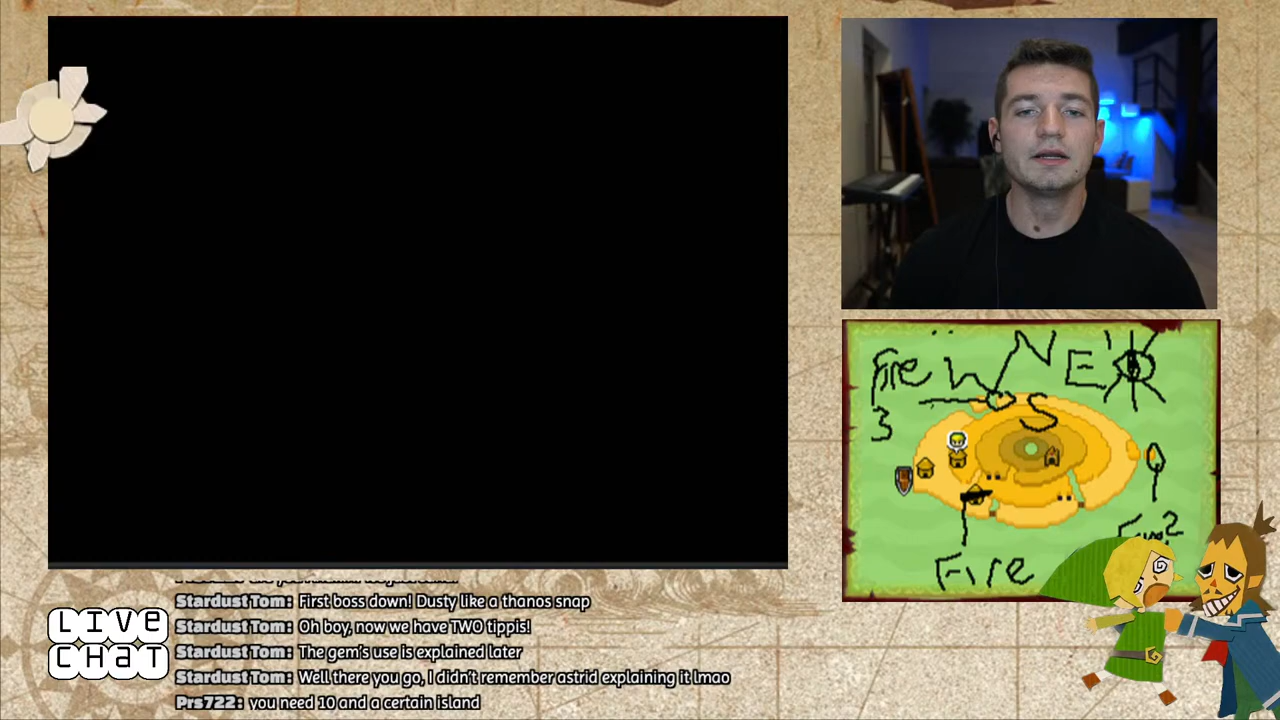 Fire W N E
S
3
Fire
LIVE
CHAT
StardustTom: First boss down! Dusty like a thanos snap
StardustTom: Oh boy, now we have TWO tippis!
StardustTom: The gem's use is explained later
StardustTom: Well there you go, I didn't remember astrid explaining it lmao
Prs722: you need 10 and a certain island